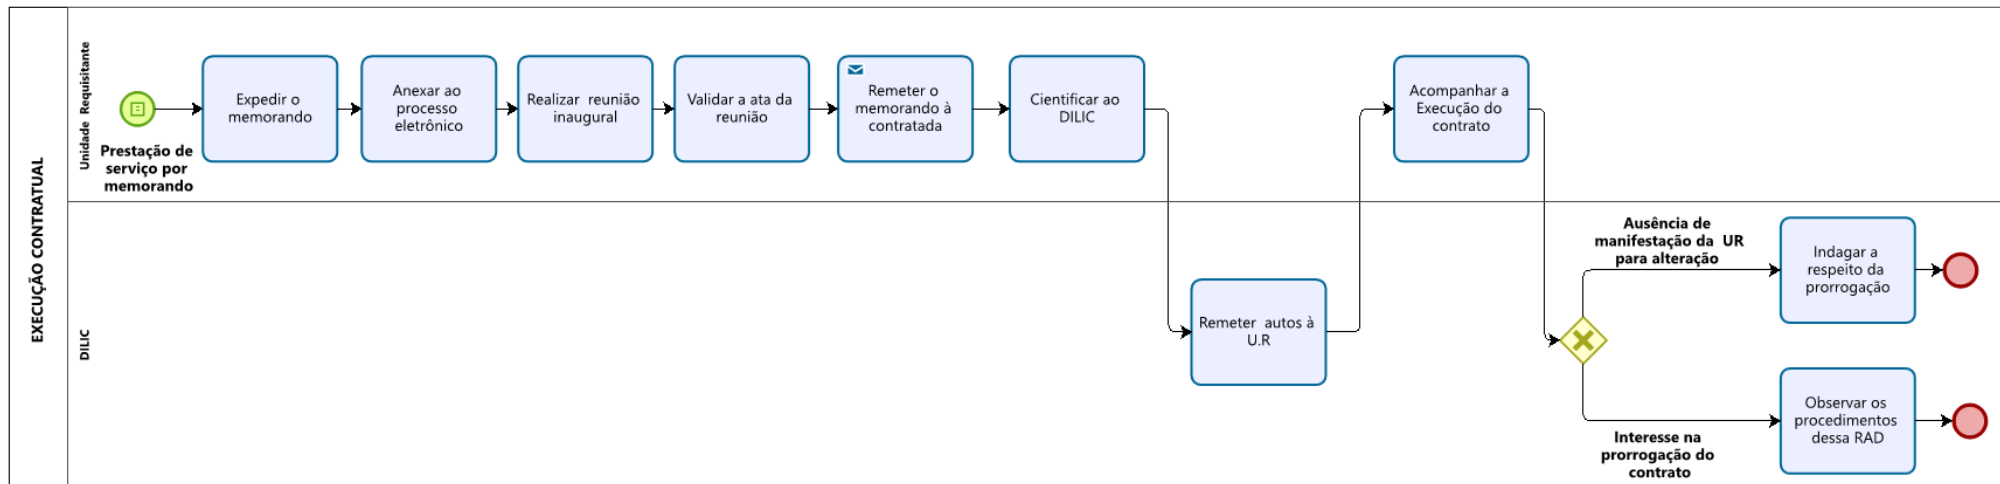 EXECUÇÃO CONTRATUAL
Unidade Requisitante
Prestação de
serviço por
memorando
Expedir o
memorando
Anexar ao
processo
eletrônico
Realizar reunião
inaugural
Validar a ata da
reunião
Remeter o
memorando à
contratada
Cientificar ao
DILIC
Acompanhar a
Execução do
contrato
DILIC
Remeter autos à
U.R
Ausência de
manifestação da UR
para alteração
Indagar a
respeito da
prorrogação
Interesse na
prorrogação do
contrato
Observar os
procedimentos
dessa RAD